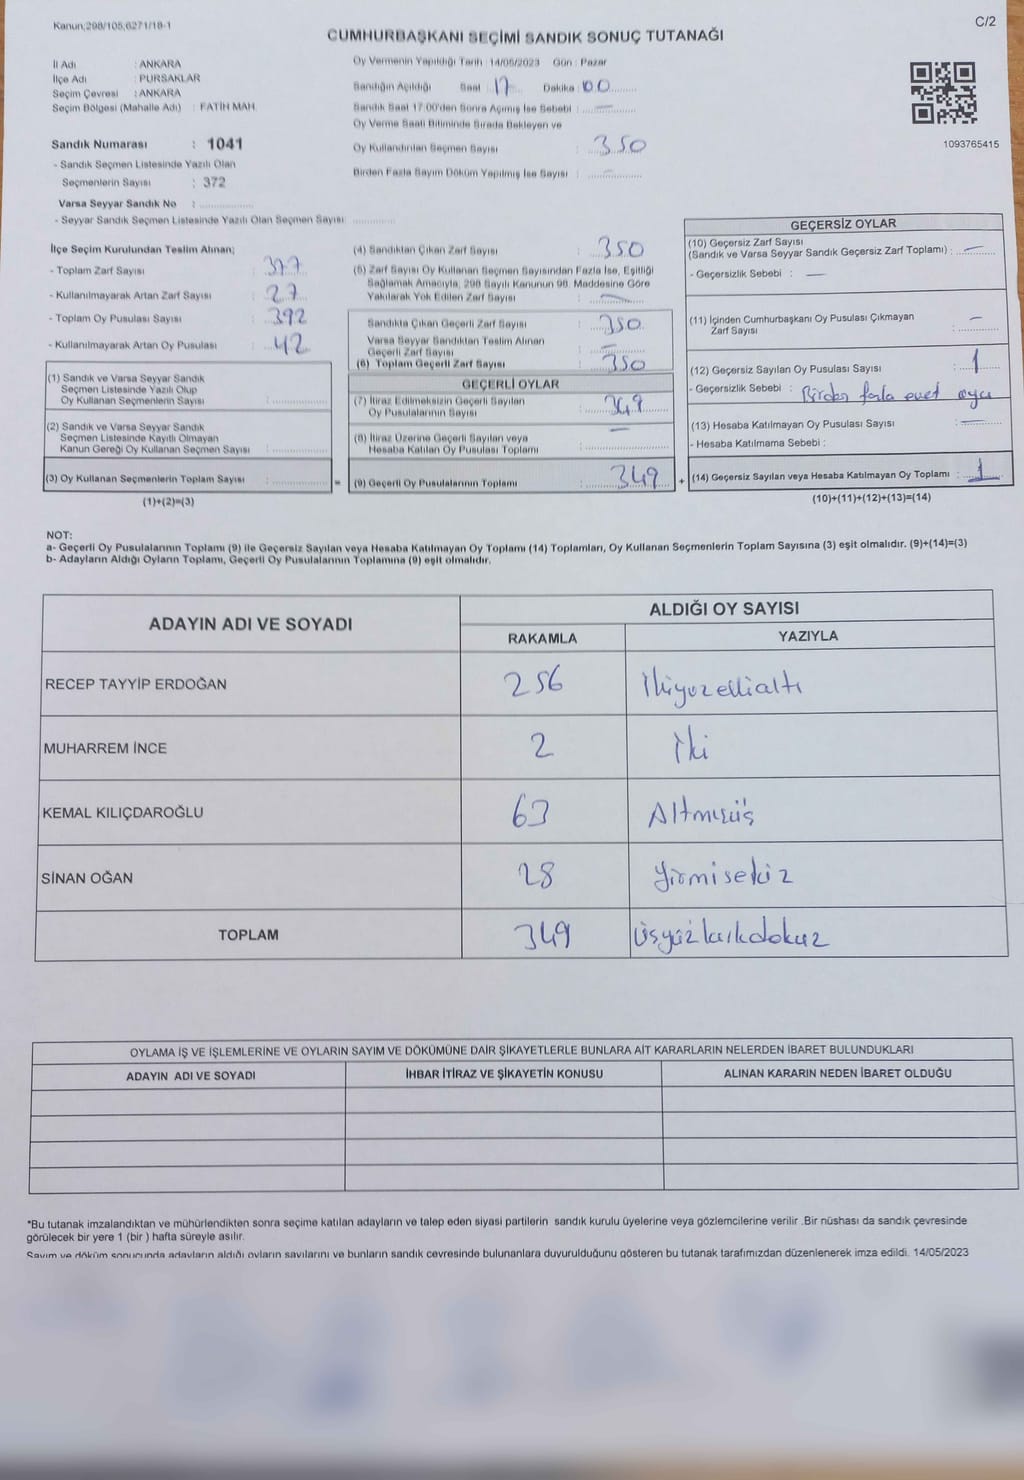 Kanun;298/105,6271/18-1
C/2
CUMHURBAŞKANI SEÇİMİ SANDIK SONUÇ TUTANAĞI
İl Adı : ANKARA
İlçe Adı : PURSAKLAR
Seçim Çevresi : ANKARA
Seçim Bölgesi (Mahalle Adı) : FATİH MAH.
Sandık Numarası : 1041
- Sandık Seçmen Listesinde Yazılı Olan
Seçmenlerin Sayısı : 372
Varsa Seyyar Sandık No :
- Seyyar Sandık Seçmen Listesinde Yazılı Olan Seçmen Sayısı:
Oy Vermenin Yapıldığı Tarih 14/05/2023 Gün : Pazar
Sandığın Açıldığı Saat 17 Dakika 00
Sandık Saat 17:00'den Sonra Açmış İse Sebebi : —
Oy Verme Saati Bitiminde Sırada Bekleyen ve
Oy Kullandırılan Seçmen Sayısı : 350
Birden Fazla Sayım Döküm Yapılmış İse Sayısı : —
1093765415
İlçe Seçim Kurulundan Teslim Alınan;
- Toplam Zarf Sayısı : 377
- Kullanılmayarak Artan Zarf Sayısı : 27
- Toplam Oy Pusulası Sayısı : 392
- Kullanılmayarak Artan Oy Pusulası : 42
(1) Sandık ve Varsa Seyyar Sandık
Seçmen Listesinde Yazılı Olup
Oy Kullanan Seçmenlerin Sayısı :
(2) Sandık ve Varsa Seyyar Sandık
Seçmen Listesinde Kayıtlı Olmayan
Kanun Gereği Oy Kullanan Seçmen Sayısı :
(3) Oy Kullanan Seçmenlerin Toplam Sayısı : =
(1)+(2)=(3)
(4) Sandıktan Çıkan Zarf Sayısı : 350
(5) Zarf Sayısı Oy Kullanan Seçmen Sayısından Fazla İse, Eşitliği
Sağlamak Amacıyla, 298 Sayılı Kanunun 98. Maddesine Göre
Yakılarak Yok Edilen Zarf Sayısı : —
Sandıkta Çıkan Geçerli Zarf Sayısı : 350
Varsa Seyyar Sandıktan Teslim Alınan
Geçerli Zarf Sayısı : —
(6) Toplam Geçerli Zarf Sayısı : 350
GEÇERLİ OYLAR
(7) İtiraz Edilmeksizin Geçerli Sayılan
Oy Pusulalarının Sayısı : 349
(8) İtiraz Üzerine Geçerli Sayılan veya
Hesaba Katılan Oy Pusulası Toplamı : —
(9) Geçerli Oy Pusulalarının Toplamı : 349 +
GEÇERSİZ OYLAR
(10) Geçersiz Zarf Sayısı
(Sandık ve Varsa Seyyar Sandık Geçersiz Zarf Toplamı) : —
- Geçersizlik Sebebi : —
(11) İçinden Cumhurbaşkanı Oy Pusulası Çıkmayan
Zarf Sayısı : —
(12) Geçersiz Sayılan Oy Pusulası Sayısı : 1
- Geçersizlik Sebebi : Birden fazla evet oyu
(13) Hesaba Katılmayan Oy Pusulası Sayısı : —
- Hesaba Katılmama Sebebi :
(14) Geçersiz Sayılan veya Hesaba Katılmayan Oy Toplamı : 1
(10)+(11)+(12)+(13)=(14)
NOT:
a- Geçerli Oy Pusulalarının Toplamı (9) ile Geçersiz Sayılan veya Hesaba Katılmayan Oy Toplamı (14) Toplamları, Oy Kullanan Seçmenlerin Toplam Sayısına (3) eşit olmalıdır. (9)+(14)=(3)
b- Adayların Aldığı Oyların Toplamı, Geçerli Oy Pusulalarının Toplamına (9) eşit olmalıdır.
ADAYIN ADI VE SOYADI ALDIĞI OY SAYISI
RAKAMLA YAZIYLA
RECEP TAYYİP ERDOĞAN 256 İkiyüzellialtı
MUHARREM İNCE 2 İki
KEMAL KILIÇDAROĞLU 63 Altmışüç
SİNAN OĞAN 28 Yirmisekiz
TOPLAM 349 Üçyüzkırkdokuz
OYLAMA İŞ VE İŞLEMLERİNE VE OYLARIN SAYIM VE DÖKÜMÜNE DAİR ŞİKAYETLERLE BUNLARA AİT KARARLARIN NELERDEN İBARET BULUNDUKLARI
ADAYIN ADI VE SOYADI İHBAR İTİRAZ VE ŞİKAYETİN KONUSU ALINAN KARARIN NEDEN İBARET OLDUĞU
*Bu tutanak imzalandıktan ve mühürlendikten sonra seçime katılan adayların ve talep eden siyasi partilerin sandık kurulu üyelerine veya gözlemcilerine verilir .Bir nüshası da sandık çevresinde
görülecek bir yere 1 (bir ) hafta süreyle asılır.
Sayım ve döküm sonucunda adayların aldığı oyların sayılarını ve bunların sandık çevresinde bulunanlara duyurulduğunu gösteren bu tutanak tarafımızdan düzenlenerek imza edildi. 14/05/2023